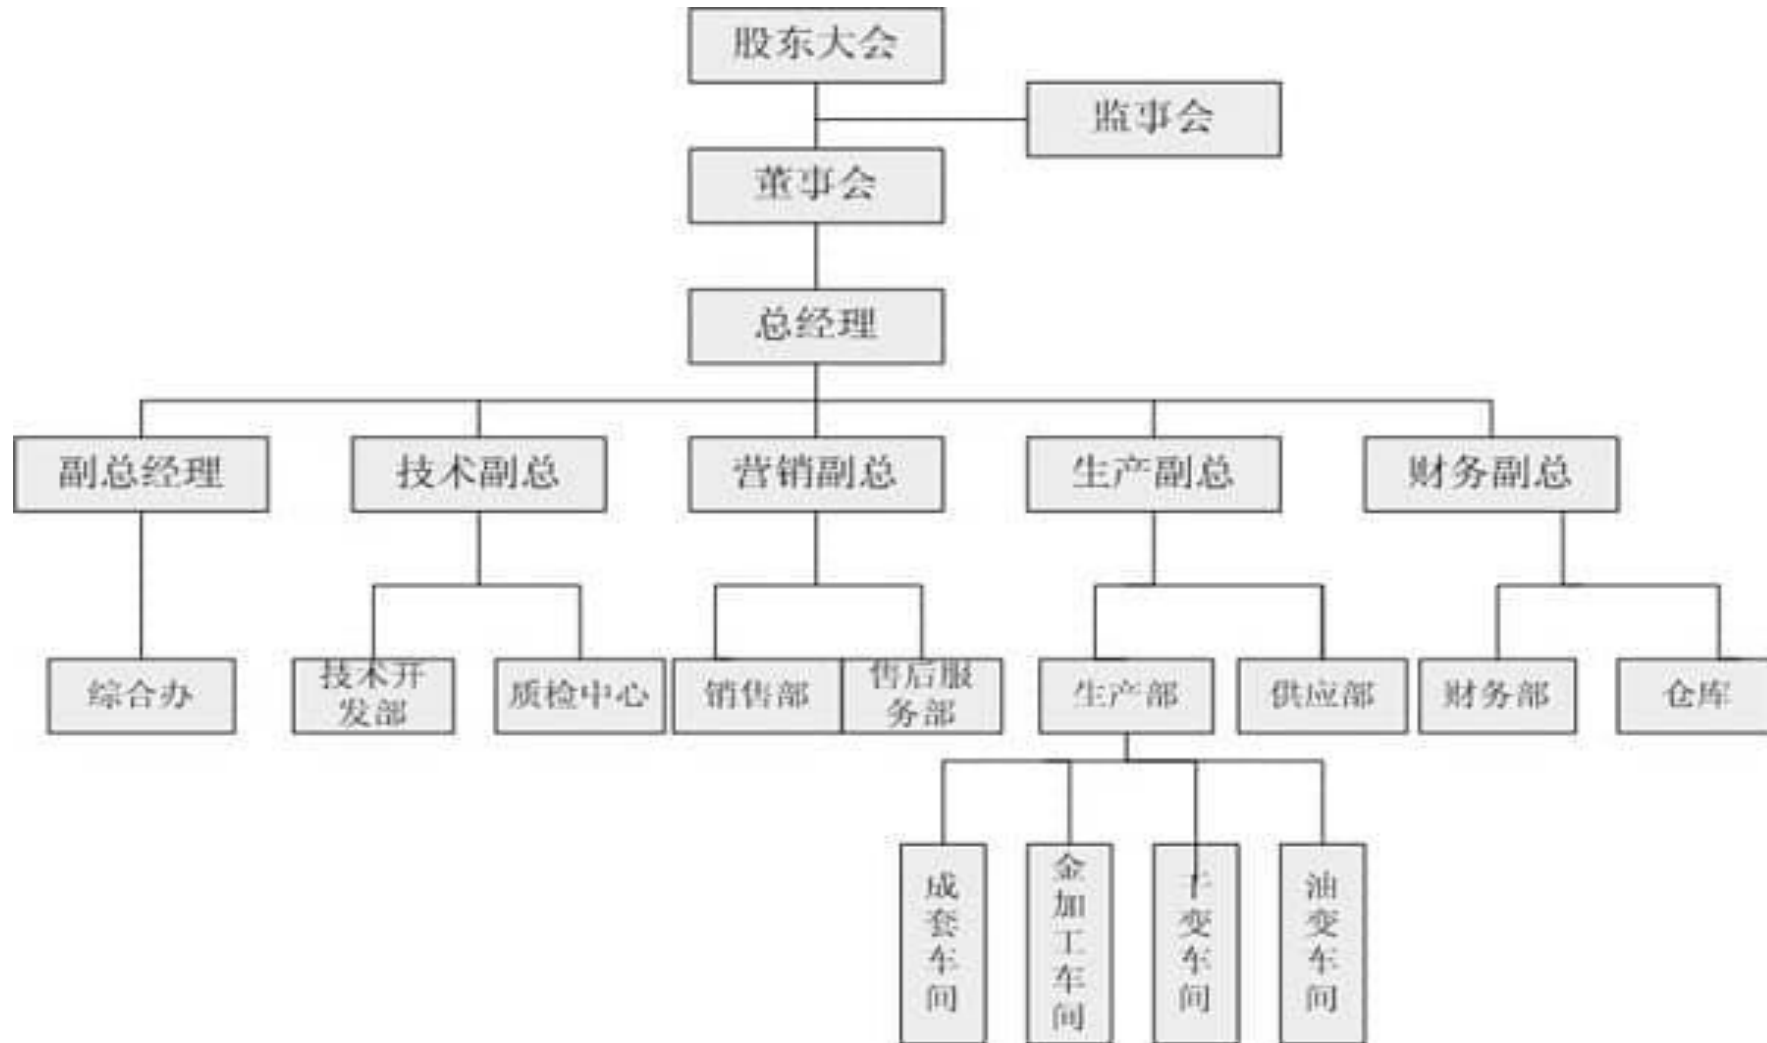 股东大会
监事会
董事会
总经理
副总经理
技术副总
营销副总
生产副总
财务副总
综合办
技术开
发部
质检中心
销售部
售后服
务部
生产部
供应部
财务部
仓库
成套车间
金加工车间
干变车间
油变车间